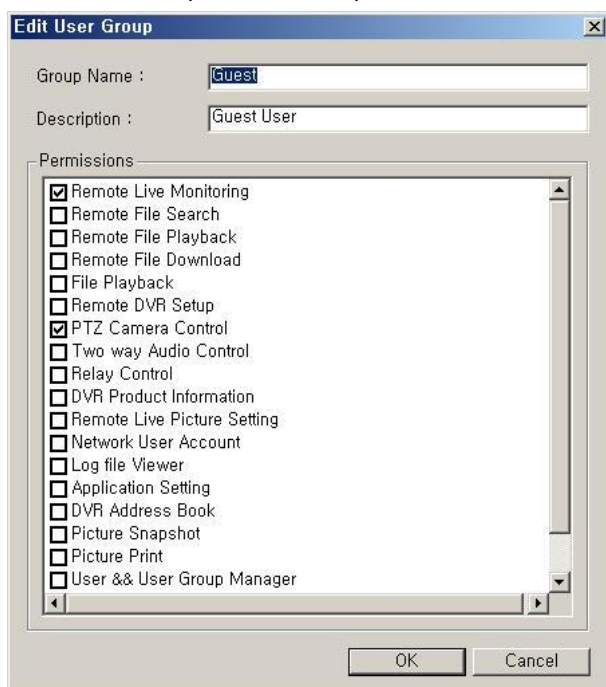 Edit User Group
Group Name :
Guest
Description :
Guest User
Permissions
Remote Live Monitoring
Remote File Search
Remote File Playback
Remote File Download
File Playback
Remote DVR Setup
PTZ Camera Control
Two way Audio Control
Relay Control
DVR Product Information
Remote Live Picture Setting
Network User Account
Log file Viewer
Application Setting
DVR Address Book
Picture Snapshot
Picture Print
User && User Group Manager
OK
Cancel